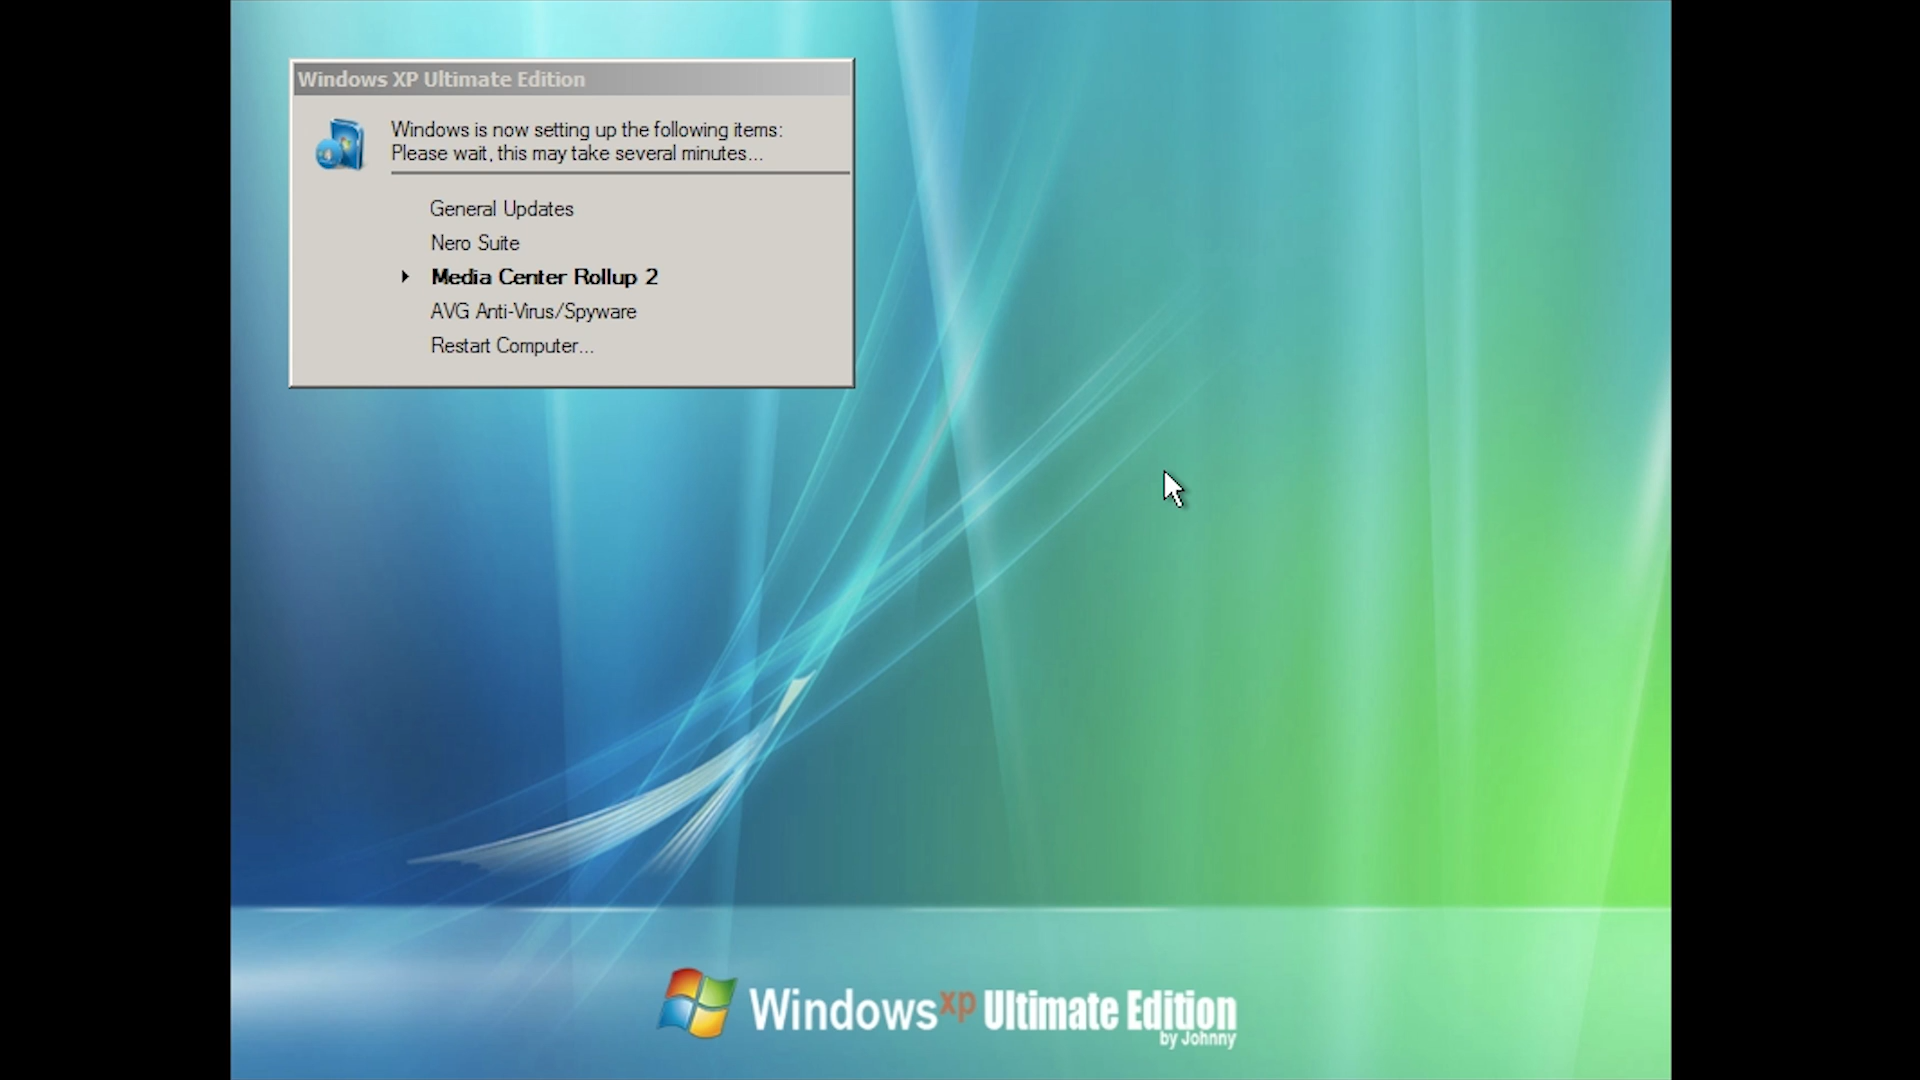 Windows XP Ultimate Edition
Windows is now setting up the following items:
Please wait, this may take several minutes...
General Updates
Nero Suite
Media Center Rollup 2
AVG Anti-Virus/Spyware
Restart Computer...
Windows xp Ultimate Edition
by Johnny